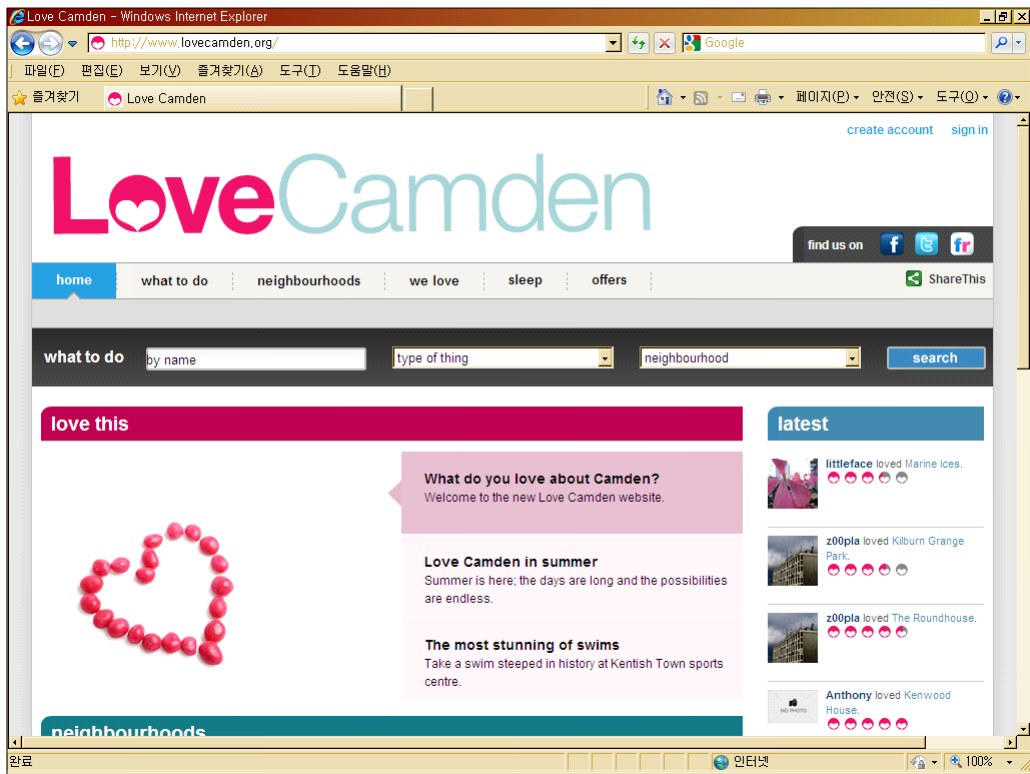 Love Camden - Windows Internet Explorer
http://www.lovecamden.org/
Google
파일(F) 편집(E) 보기(V) 즐겨찾기(A) 도구(T) 도움말(H)
즐겨찾기 Love Camden 페이지(P) 안전(S) 도구(O)
create account sign in
LoveCamden
find us on f t fr
home what to do neighbourhoods we love sleep offers ShareThis
what to do by name type of thing neighbourhood search
love this
What do you love about Camden?
Welcome to the new Love Camden website.
Love Camden in summer
Summer is here; the days are long and the possibilities
are endless.
The most stunning of swims
Take a swim steeped in history at Kentish Town sports
centre.
neighbourhoods
latest
littleface loved Marine Ices.
z00pla loved Kilburn Grange
Park.
z00pla loved The Roundhouse.
Anthony loved Kenwood
House.
NO PHOTO
완료 인터넷 100%